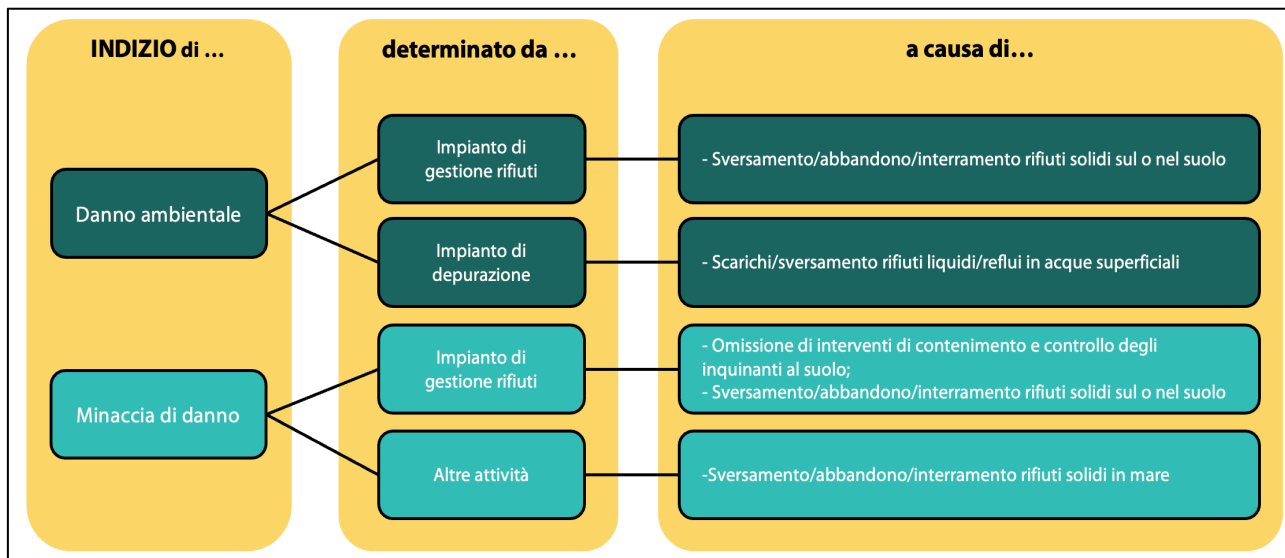 INDIZIO di ...
determinato da ...
a causa di...
Danno ambientale
Impianto di
gestione rifiuti
- Sversamento/abbandono/interramento rifiuti solidi sul o nel suolo
Impianto di
depurazione
- Scarichi/sversamento rifiuti liquidi/reflui in acque superficiali
Minaccia di danno
Impianto di
gestione rifiuti
- Omissione di interventi di contenimento e controllo degli
inquinanti al suolo;
- Sversamento/abbandono/interramento rifiuti solidi sul o nel suolo
Altre attività
-Sversamento/abbandono/interramento rifiuti solidi in mare